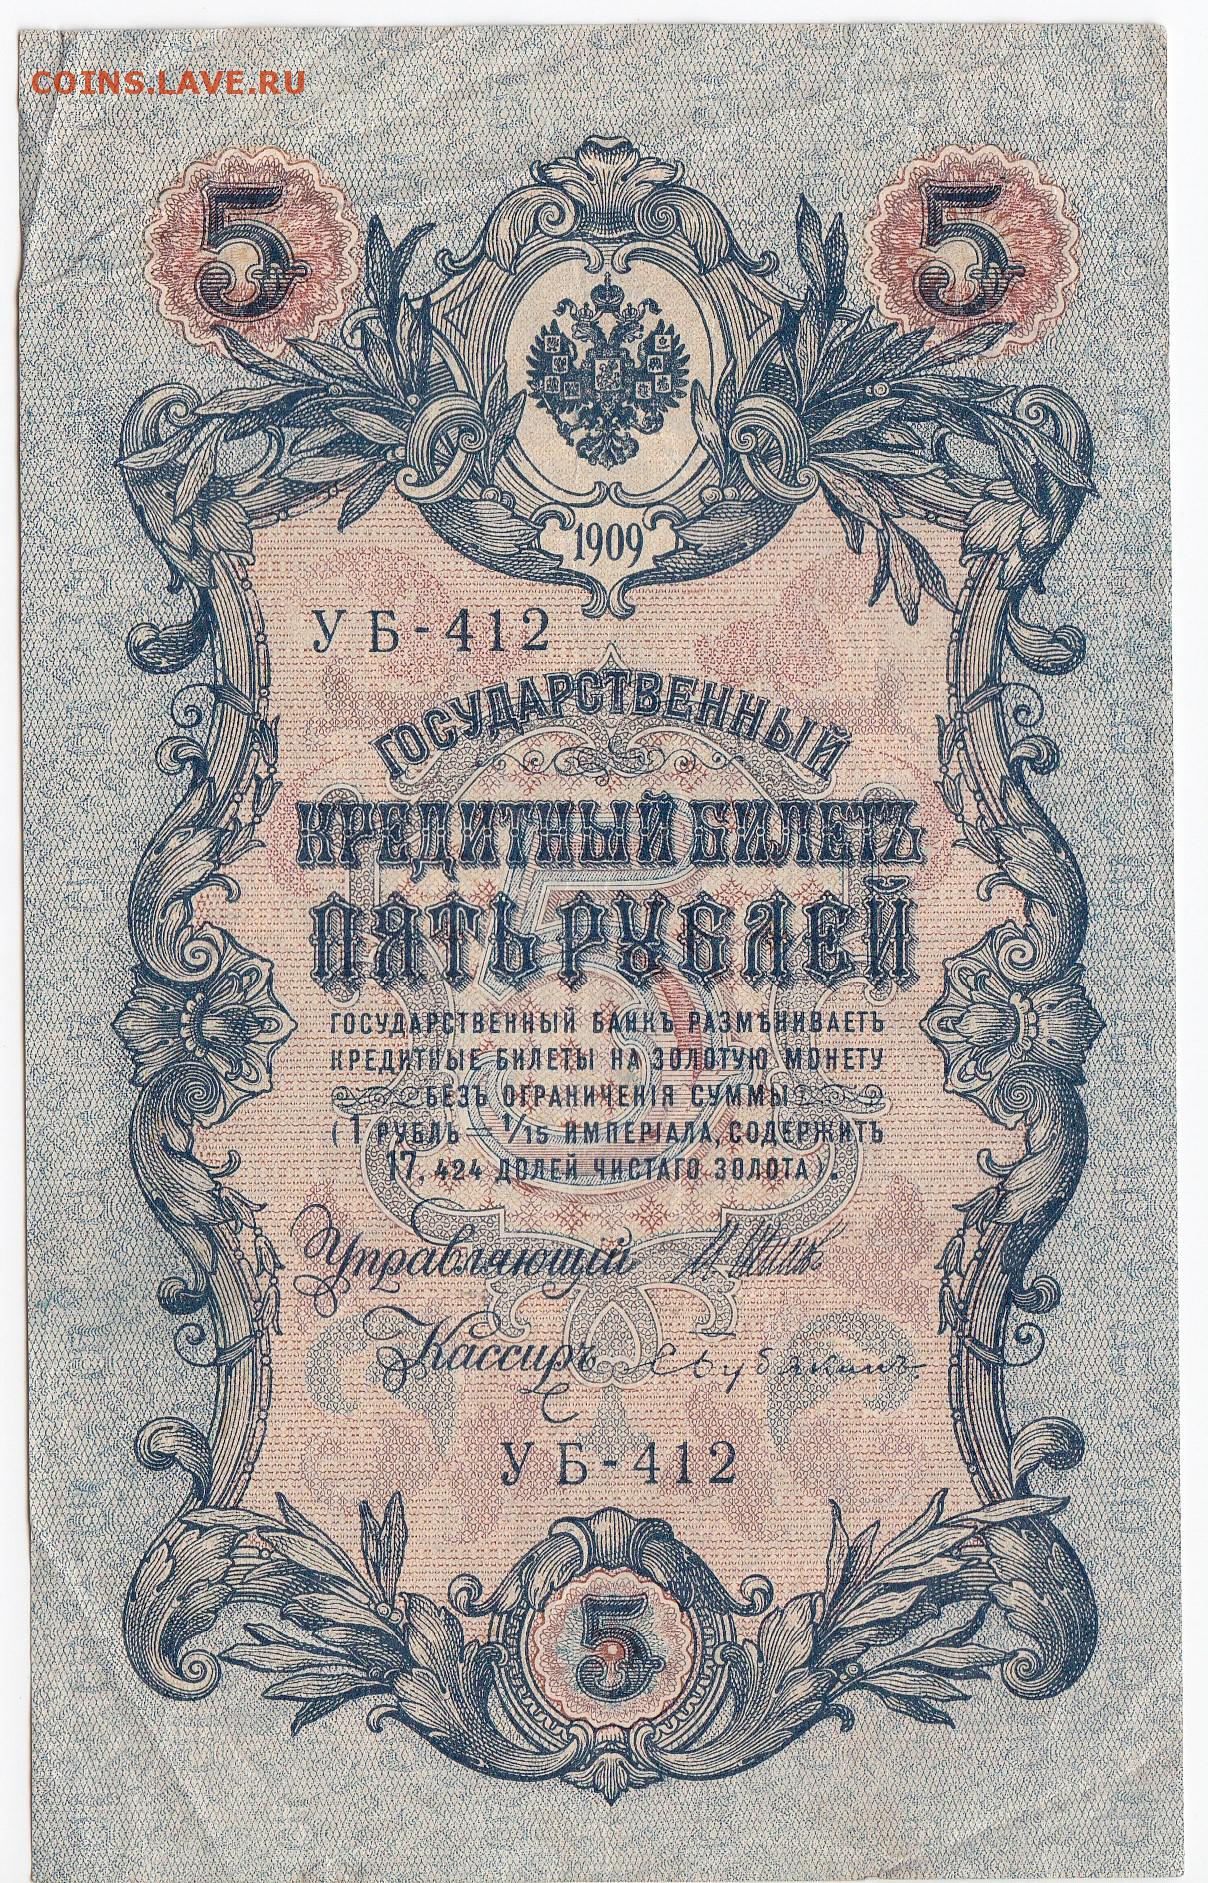 COINS.LAVE.RU
5 5
1909
УБ-412
ГОСУДАРСТВЕННЫЙ
КРЕДИТНЫЙ БИЛЕТЪ
ПЯТЬ РУБЛЕЙ
ГОСУДАРСТВЕННЫЙ БАНКЪ РАЗМѢНИВАЕТЪ
КРЕДИТНЫЕ БИЛЕТЫ НА ЗОЛОТУЮ МОНЕТУ
БЕЗЪ ОГРАНИЧЕНІЯ СУММЫ
(1 РУБЛЬ — 1/15 ИМПЕРІАЛА, СОДЕРЖИТЪ
17,424 ДОЛЕЙ ЧИСТАГО ЗОЛОТА).
Управляющій
Кассиръ
УБ-412
5